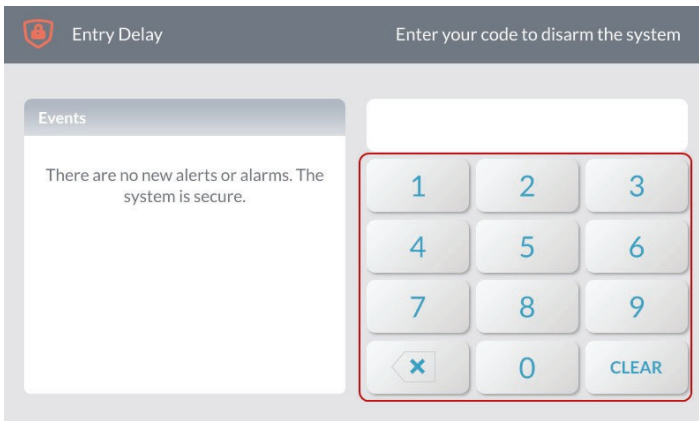 Entry Delay
Enter your code to disarm the system
Events
There are no new alerts or alarms. The
system is secure.
1 2 3
4 5 6
7 8 9
0 CLEAR